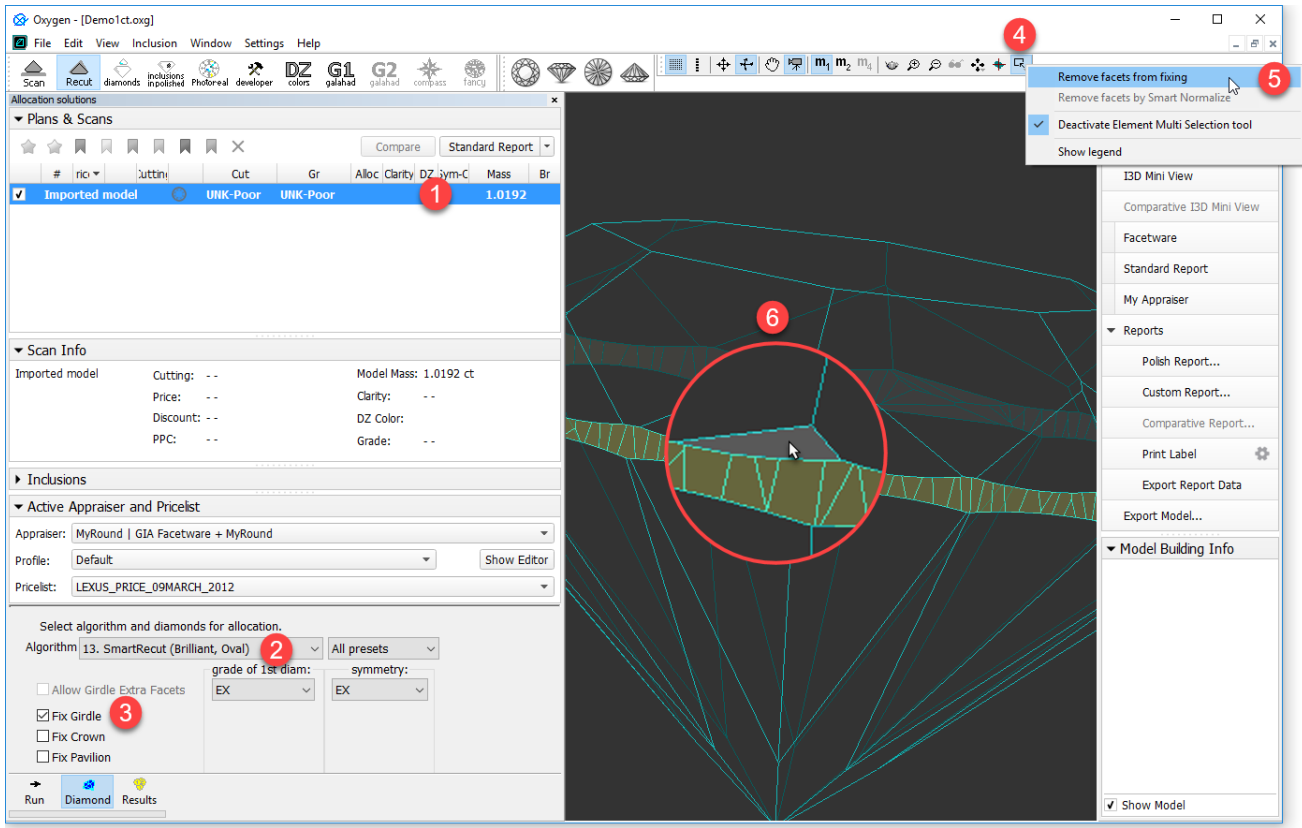 Oxygen - [Demo1ct.oxg]
File Edit View Inclusion Window Settings Help
4
Scan Recut diamonds inclusions inpolished Photoreal developer DZ colors G1 galahad G2 galahad compass fancy m1 m2 m4
Remove facets from fixing 5
Remove facets by Smart Normalize
Deactivate Element Multi Selection tool
Show legend
Allocation solutions
Plans & Scans
Compare Standard Report
# Cut Gr Alloc Clarity DZ Mass Br
Imported model UNK-Poor UNK-Poor 1 1.0192
I3D Mini View
Comparative I3D Mini View
Facetware
Standard Report
My Appraiser
Reports
Polish Report...
Custom Report...
Comparative Report...
Print Label
Export Report Data
Export Model...
Model Building Info
Show Model
6
Scan Info
Imported model Cutting: - - Model Mass: 1.0192 ct
Price: - - Clarity: - -
Discount: - - DZ Color:
PPC: - - Grade: - -
Inclusions
Active Appraiser and Pricelist
Appraiser: MyRound | GIA Facetware + MyRound
Profile: Default Show Editor
Pricelist: LEXUS_PRICE_09MARCH_2012
Select algorithm and diamonds for allocation.
Algorithm 13. SmartRecut (Brilliant, Oval) 2 All presets
grade of 1st diam: symmetry:
Allow Girdle Extra Facets EX EX
Fix Girdle 3
Fix Crown
Fix Pavilion
Run Diamond Results